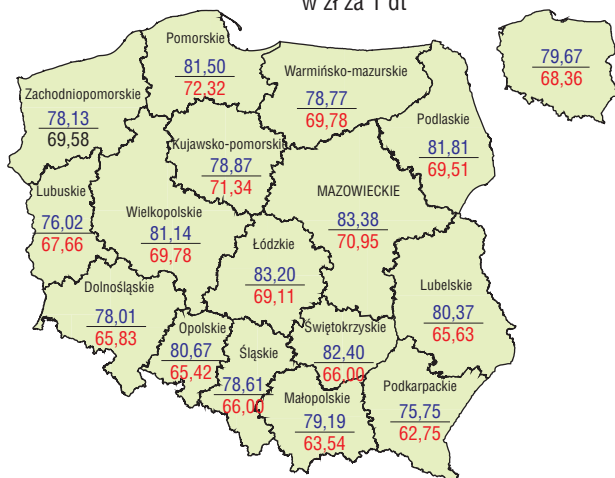 w zł za 1 dt
79,67
68,36
Pomorskie
81,50
72,32
Warmińsko-mazurskie
78,77
69,78
Zachodniopomorskie
78,13
69,58
Podlaskie
81,81
69,51
Kujawsko-pomorskie
78,87
71,34
Lubuskie
76,02
67,66
Wielkopolskie
81,14
69,78
MAZOWIECKIE
83,38
70,95
Łódzkie
83,20
69,11
Dolnośląskie
78,01
65,83
Lubelskie
80,37
65,63
Opolskie
80,67
65,42
Śląskie
78,61
66,00
Świętokrzyskie
82,40
66,00
Małopolskie
79,19
63,54
Podkarpackie
75,75
62,75